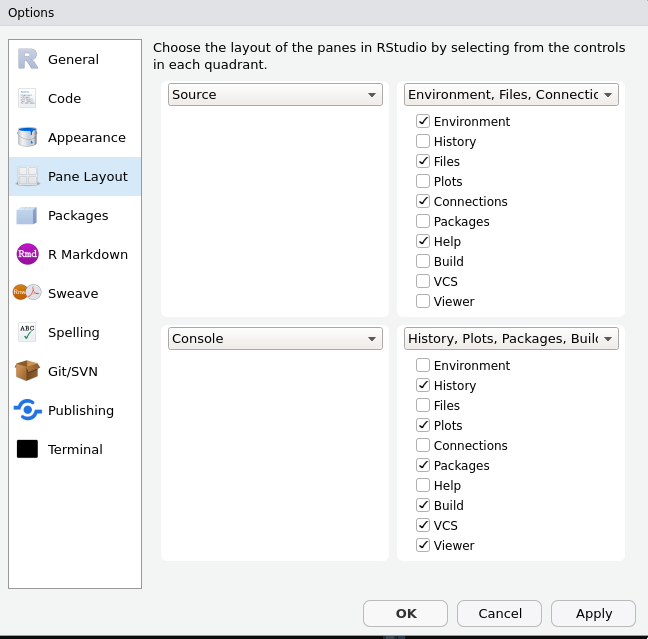 Options
Choose the layout of the panes in RStudio by selecting from the controls
in each quadrant.
R General
Code
Appearance
Pane Layout
Packages
Rmd R Markdown
Sweave
ABC Spelling
Git/SVN
Publishing
Terminal
Source
Environment, Files, Connectic
Environment
History
Files
Plots
Connections
Packages
Help
Build
VCS
Viewer
Console
History, Plots, Packages, Builc
Environment
History
Files
Plots
Connections
Packages
Help
Build
VCS
Viewer
OK
Cancel
Apply